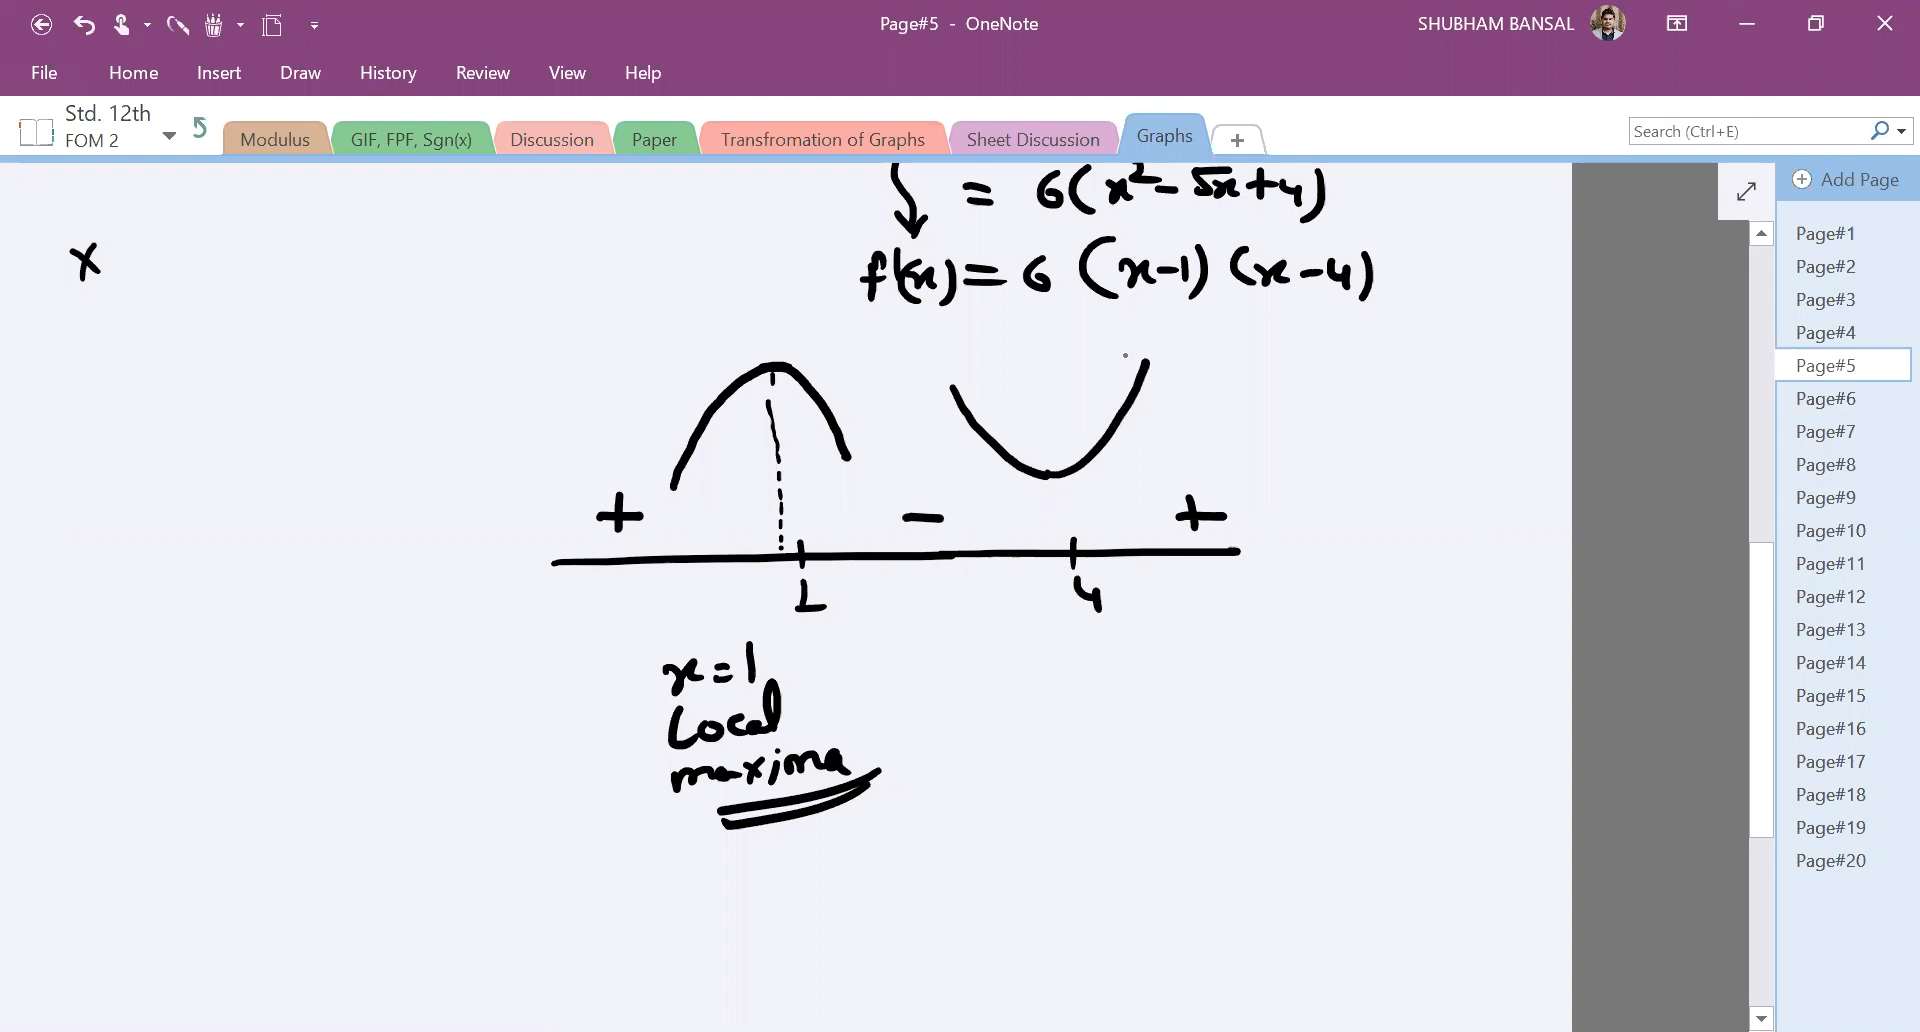 Page#5 - OneNote
SHUBHAM BANSAL
File Home Insert Draw History Review View Help
Std. 12th
FOM 2
Modulus GIF, FPF, Sgn(x) Discussion Paper Transfromation of Graphs Sheet Discussion Graphs +
Search (Ctrl+E)
Add Page
Page#1
Page#2
Page#3
Page#4
Page#5
Page#6
Page#7
Page#8
Page#9
Page#10
Page#11
Page#12
Page#13
Page#14
Page#15
Page#16
Page#17
Page#18
Page#19
Page#20
= 6(x²-5x+4)
x
f'(x) = 6 (x-1) (x-4)
+ - +
1 4
x=1
Local
maxima